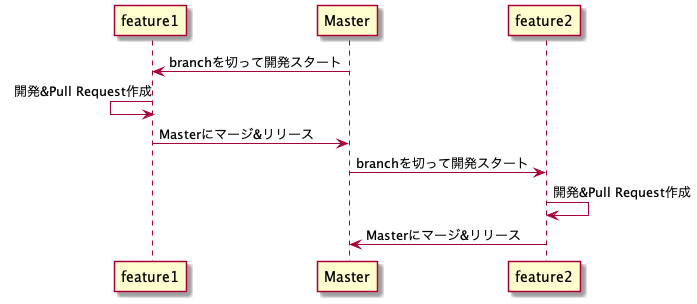 feature1
Master
feature2
branchを切って開発スタート
開発&Pull Request作成
Masterにマージ&リリース
branchを切って開発スタート
開発&Pull Request作成
Masterにマージ&リリース
feature1
Master
feature2